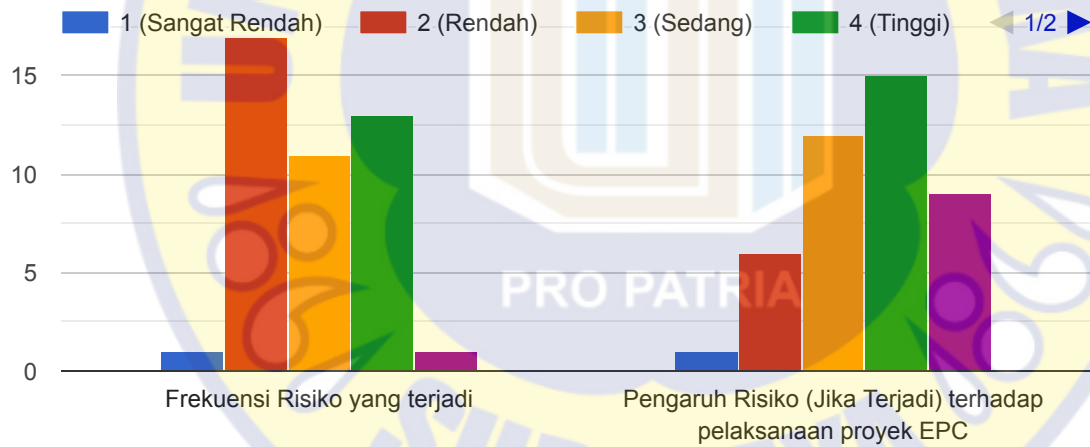 1 (Sangat Rendah) 2 (Rendah) 3 (Sedang) 4 (Tinggi) 1/2
15
10
5
0
PRO PATRIA
Frekuensi Risiko yang terjadi
Pengaruh Risiko (Jika Terjadi) terhadap
pelaksanaan proyek EPC